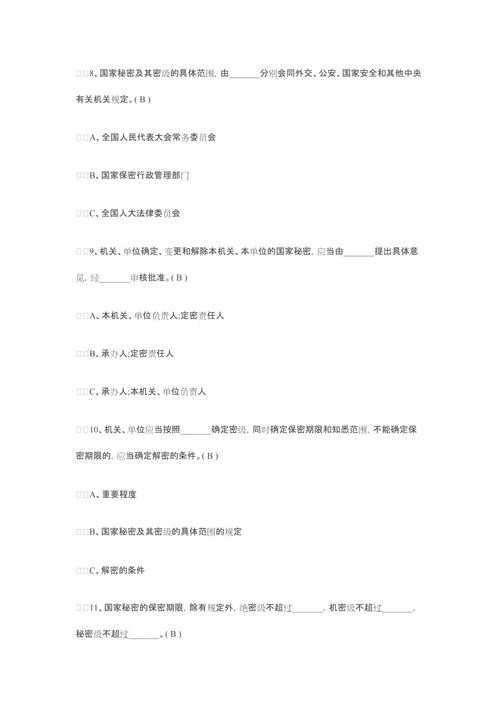 □□8、国家秘密及其密级的具体范围, 由_______分别会同外交、公安、国家安全和其他中央
有关机关规定。( B )
□□A、全国人民代表大会常务委员会
□□B、国家保密行政管理部门
□□C、全国人大法律委员会
□□9、机关、单位确定、变更和解除本机关、本单位的国家秘密, 应当由_______提出具体意
见, 经_______审核批准。( B )
□□A、本机关、单位负责人;定密责任人
□□B、承办人;定密责任人
□□C、承办人;本机关、单位负责人
□□10、机关、单位应当按照_______确定密级, 同时确定保密期限和知悉范围, 不能确定保
密期限的, 应当确定解密的条件。( B )
□□A、重要程度
□□B、国家秘密及其密级的具体范围的规定
□□C、解密的条件
□□11、国家秘密的保密期限, 除有规定外, 绝密级不超过_______, 机密级不超过_______,
秘密级不超过_______。( B )